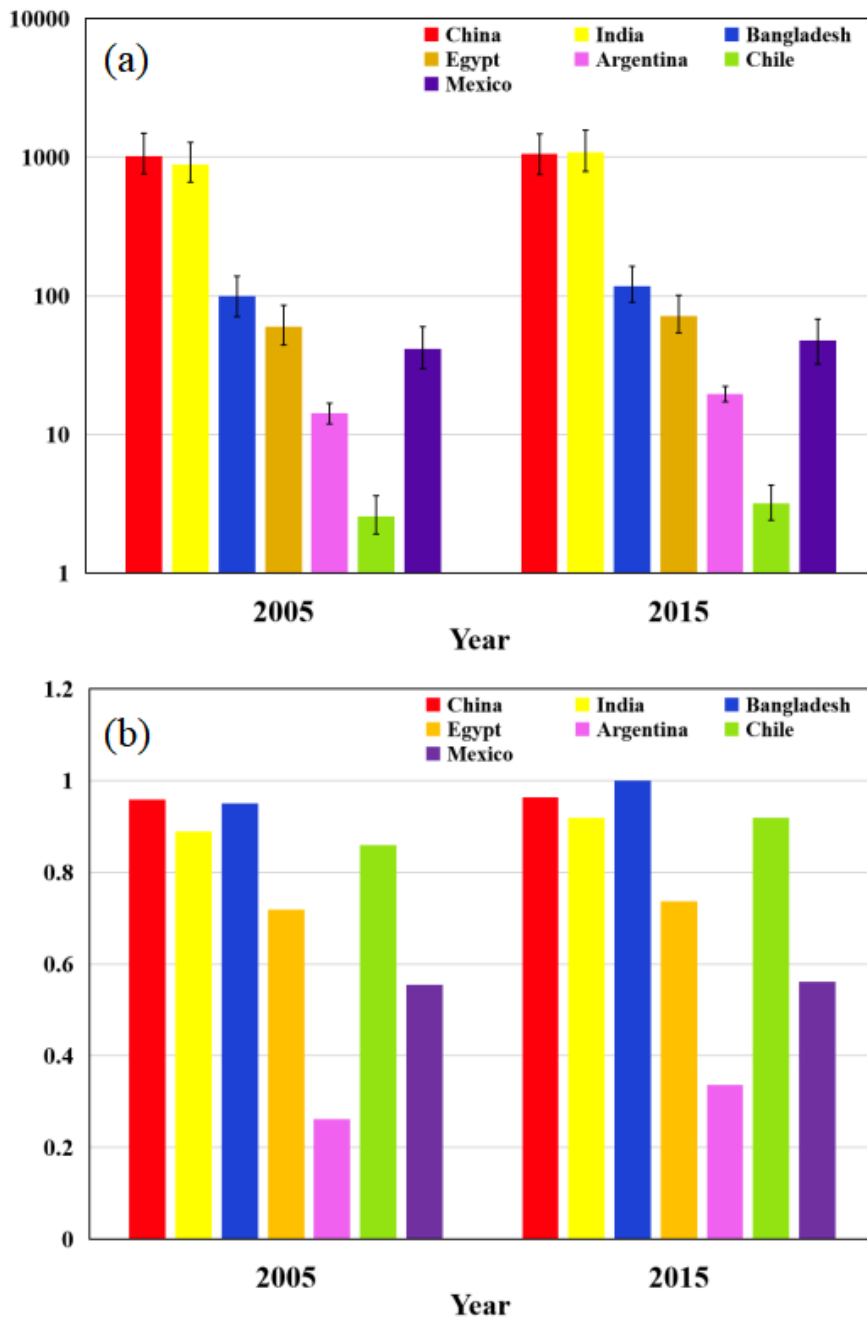 10000
(a)
China India Bangladesh
Egypt Argentina Chile
Mexico
1000
100
10
1
2005 2015
Year
1.2
(b)
China India Bangladesh
Egypt Argentina Chile
Mexico
1
0.8
0.6
0.4
0.2
0
2005 2015
Year